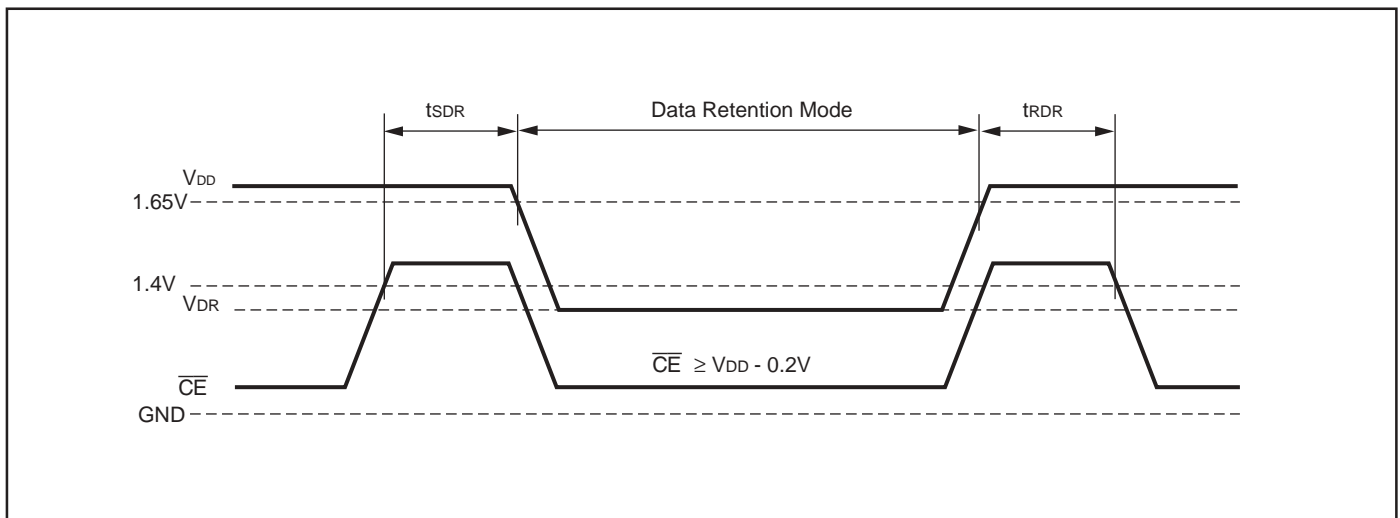 tSDR Data Retention Mode tRDR
VDD
1.65V
1.4V
VDR
CE ≥ VDD - 0.2V
CE
GND